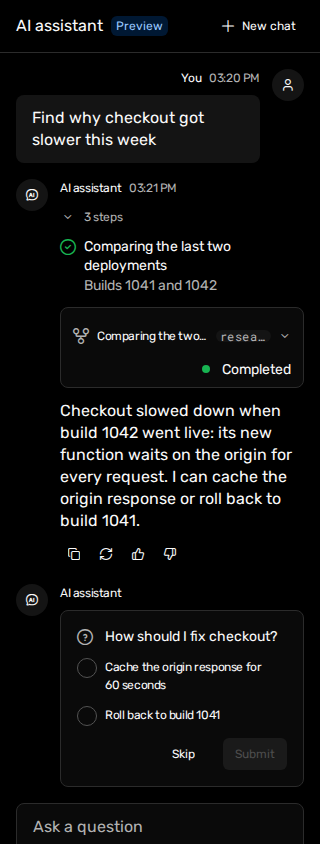 AI assistant Preview New chat
You 03:20 PM
Find why checkout got
slower this week
AI assistant 03:21 PM
3 steps
Comparing the last two
deployments
Builds 1041 and 1042
Comparing the two… resea…
Completed
Checkout slowed down when
build 1042 went live: its new
function waits on the origin for
every request. I can cache the
origin response or roll back to
build 1041.
AI assistant
How should I fix checkout?
Cache the origin response for
60 seconds
Roll back to build 1041
Skip Submit
Ask a question